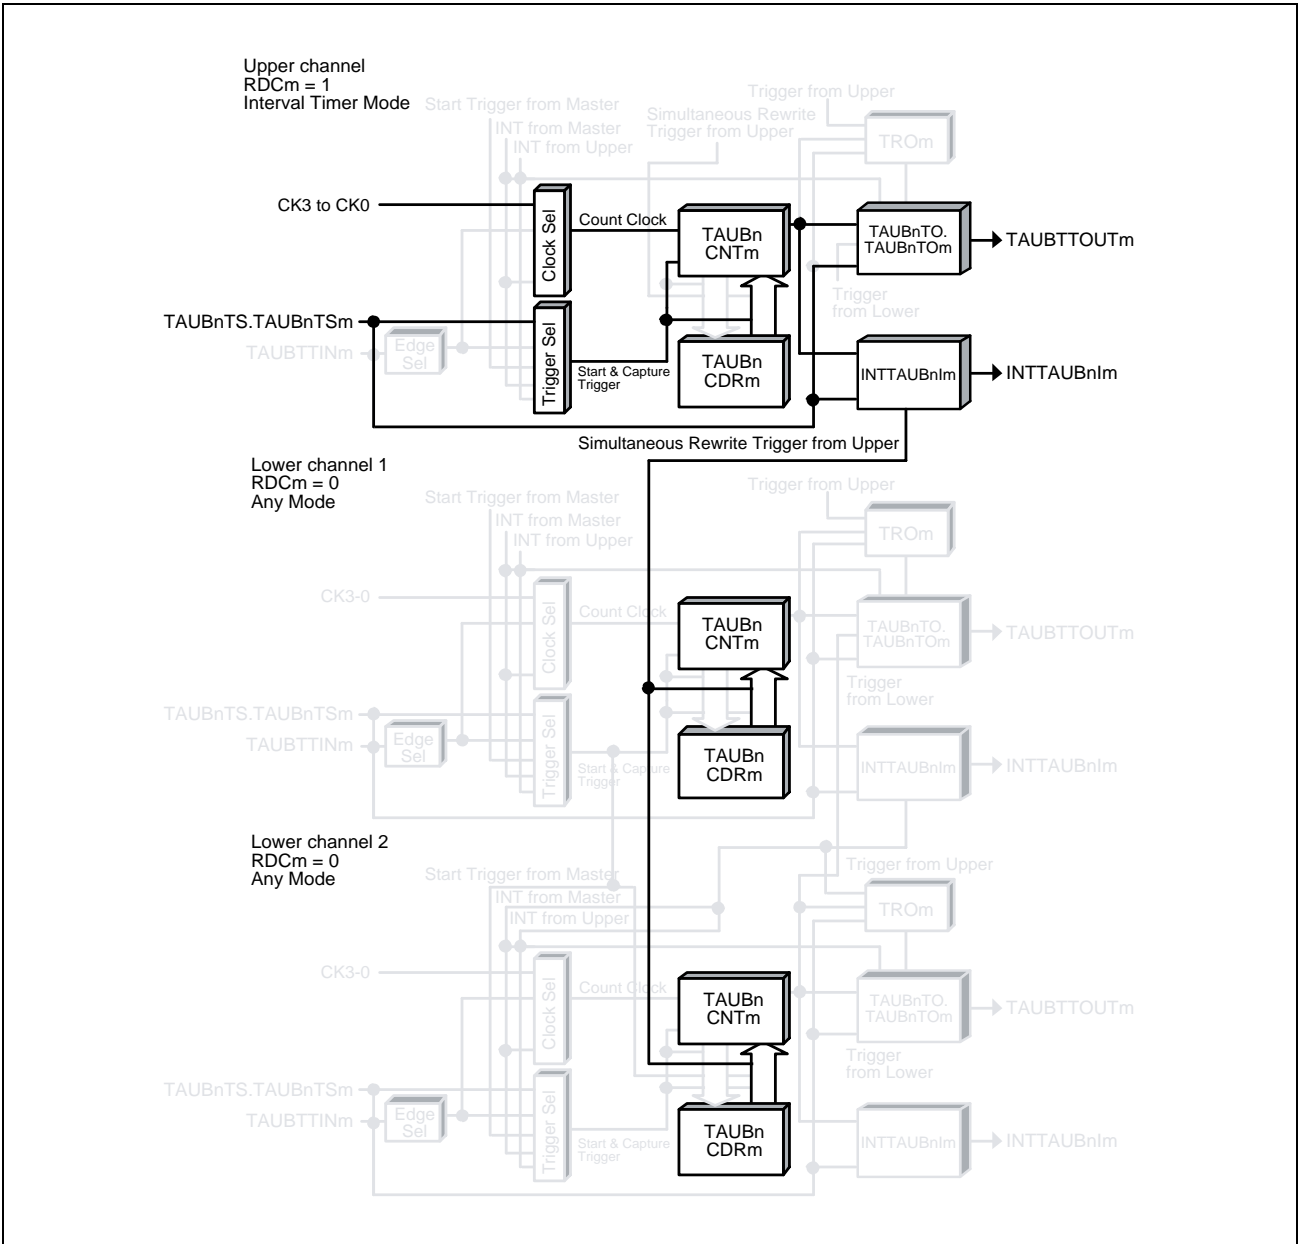 Upper channel
RDCm = 1
Interval Timer Mode
Start Trigger from Master
INT from Master
INT from Upper
Simultaneous Rewrite
Trigger from Upper
Trigger from Upper
TROm
CK3 to CK0
Clock Sel
Count Clock
TAUBn
CNTm
TAUBnTO.
TAUBnTOm
TAUBTTOUTm
Trigger
from Lower
TAUBnTS.TAUBnTSm
TAUBTTINm
Edge
Sel
Trigger Sel
Start & Capture
Trigger
TAUBn
CDRm
INTTAUBnIm
INTTAUBnIm
Simultaneous Rewrite Trigger from Upper
Lower channel 1
RDCm = 0
Any Mode
Start Trigger from Master
INT from Master
INT from Upper
Trigger from Upper
TROm
CK3-0
Clock Sel
Count Clock
TAUBn
CNTm
TAUBnTO.
TAUBnTOm
TAUBTTOUTm
Trigger
from Lower
TAUBnTS.TAUBnTSm
TAUBTTINm
Edge
Sel
Trigger Sel
Start & Capture
Trigger
TAUBn
CDRm
INTTAUBnIm
INTTAUBnIm
Lower channel 2
RDCm = 0
Any Mode
Start Trigger from Master
INT from Master
INT from Upper
Trigger from Upper
TROm
CK3-0
Clock Sel
Count Clock
TAUBn
CNTm
TAUBnTO.
TAUBnTOm
TAUBTTOUTm
Trigger
from Lower
TAUBnTS.TAUBnTSm
TAUBTTINm
Edge
Sel
Trigger Sel
Start & Capture
Trigger
TAUBn
CDRm
INTTAUBnIm
INTTAUBnIm